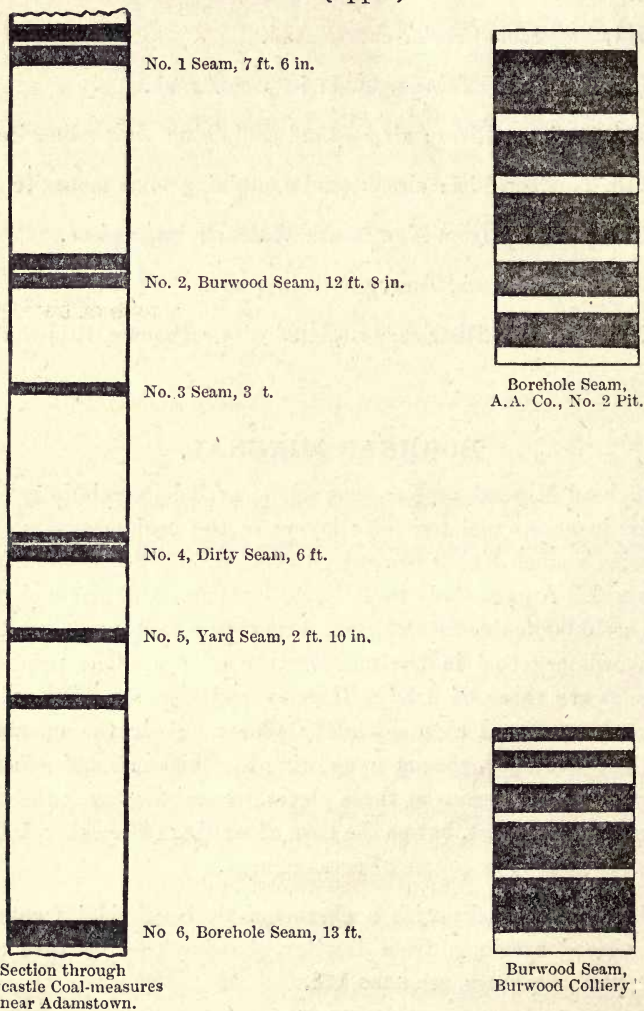 No. 1 Seam, 7 ft. 6 in.
No. 2, Burwood Seam, 12 ft. 8 in.
No. 3 Seam, 3 t.
No. 4, Dirty Seam, 6 ft.
No. 5, Yard Seam, 2 ft. 10 in.
No 6, Borehole Seam, 13 ft.
Section through
castle Coal-measures
near Adamstown.
Borehole Seam,
A.A. Co., No. 2 Pit.
Burwood Seam,
Burwood Colliery